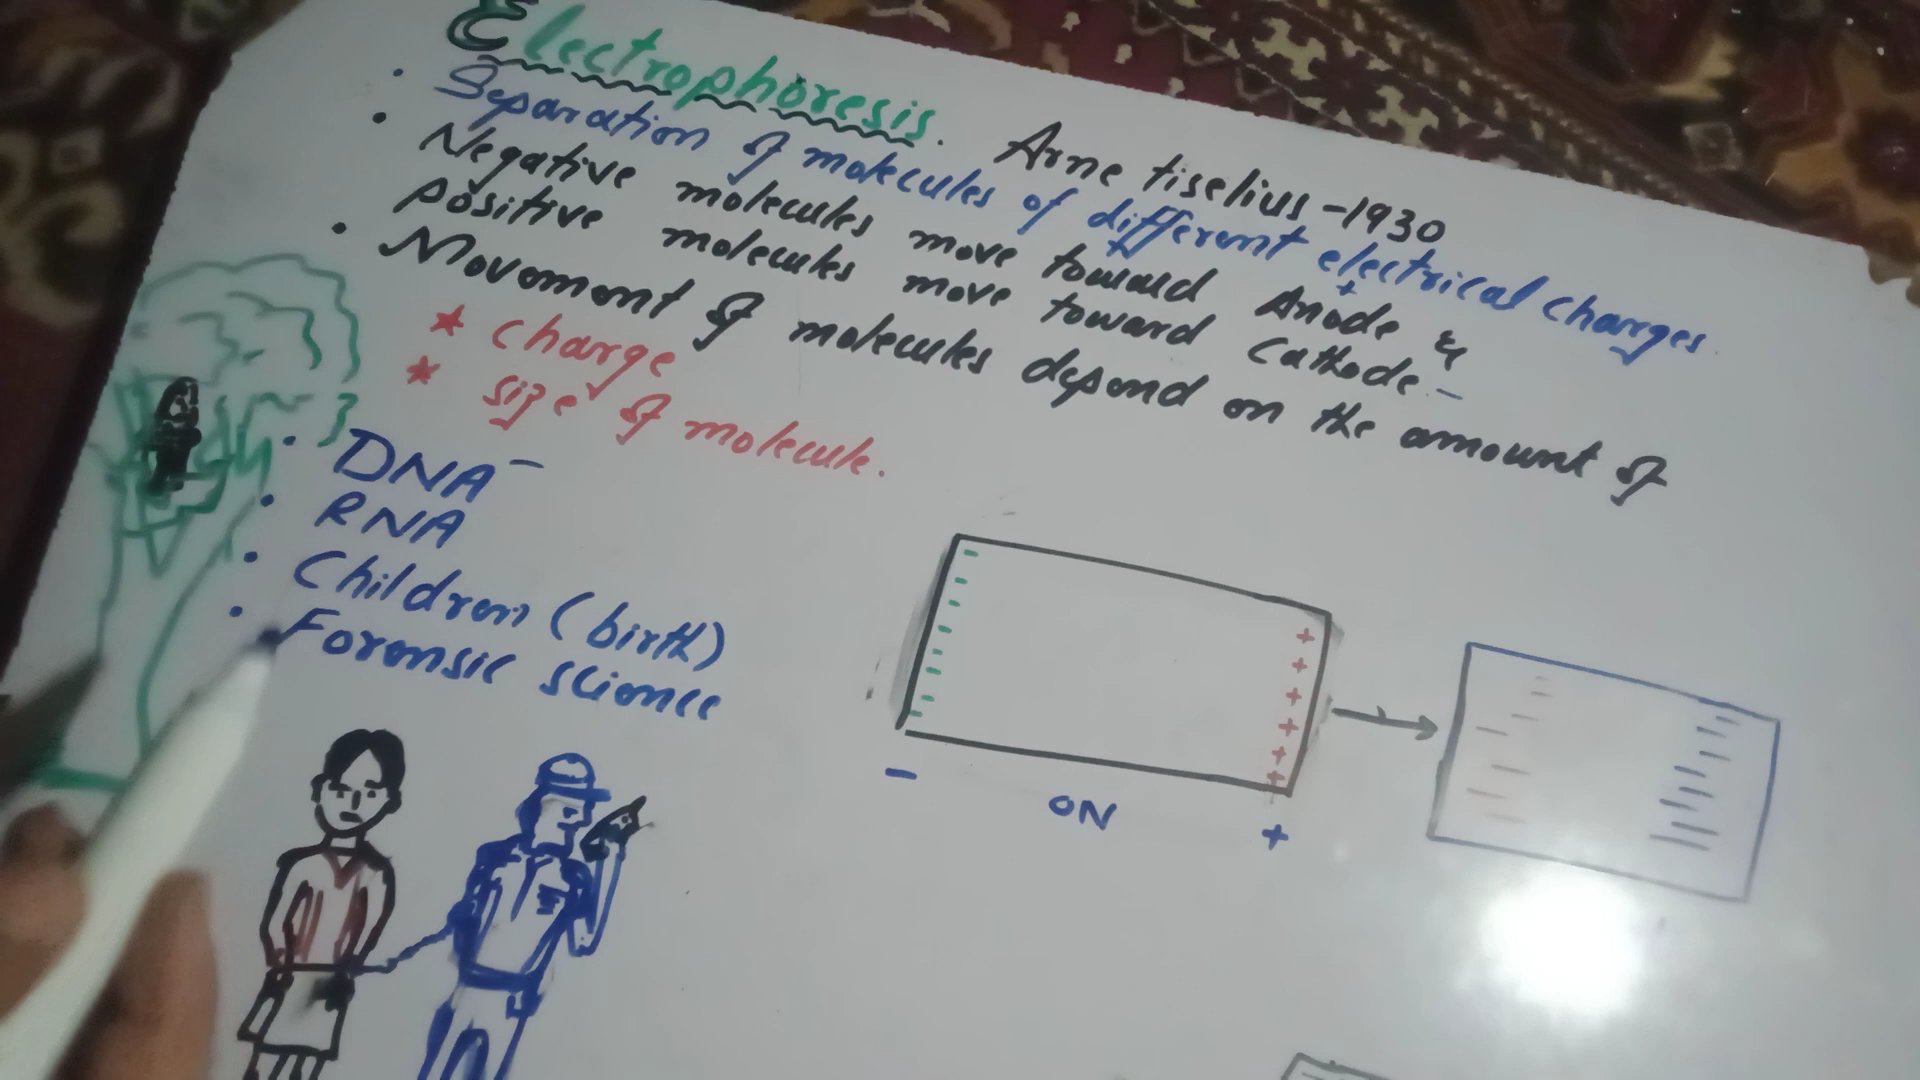 Electrophoresis. Arne tiselius-1930
• Separation of molecules of different electrical charges.
• Negative molecules move toward Anode &
+ +
positive molecules move toward Cathode -
• Movement of molecules depend on the amount of
* charge
* size of molecule.
• DNA -
• RNA
• Children (birth)
• Forensic science
- ON +